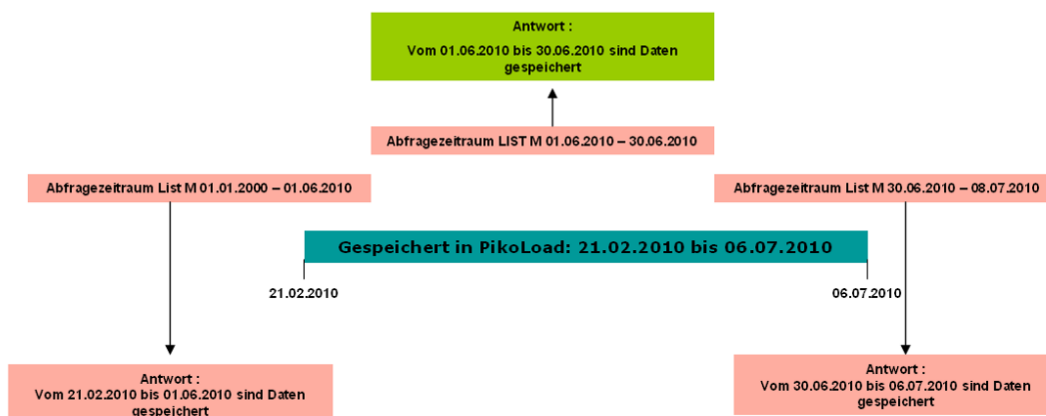 Antwort :
Vom 01.06.2010 bis 30.06.2010 sind Daten
gespeichert
Abfragezeitraum LIST M 01.06.2010 – 30.06.2010
Abfragezeitraum List M 01.01.2000 – 01.06.2010
Abfragezeitraum List M 30.06.2010 – 08.07.2010
Gespeichert in PikoLoad: 21.02.2010 bis 06.07.2010
21.02.2010
06.07.2010
Antwort :
Vom 21.02.2010 bis 01.06.2010 sind Daten
gespeichert
Antwort :
Vom 30.06.2010 bis 06.07.2010 sind Daten
gespeichert